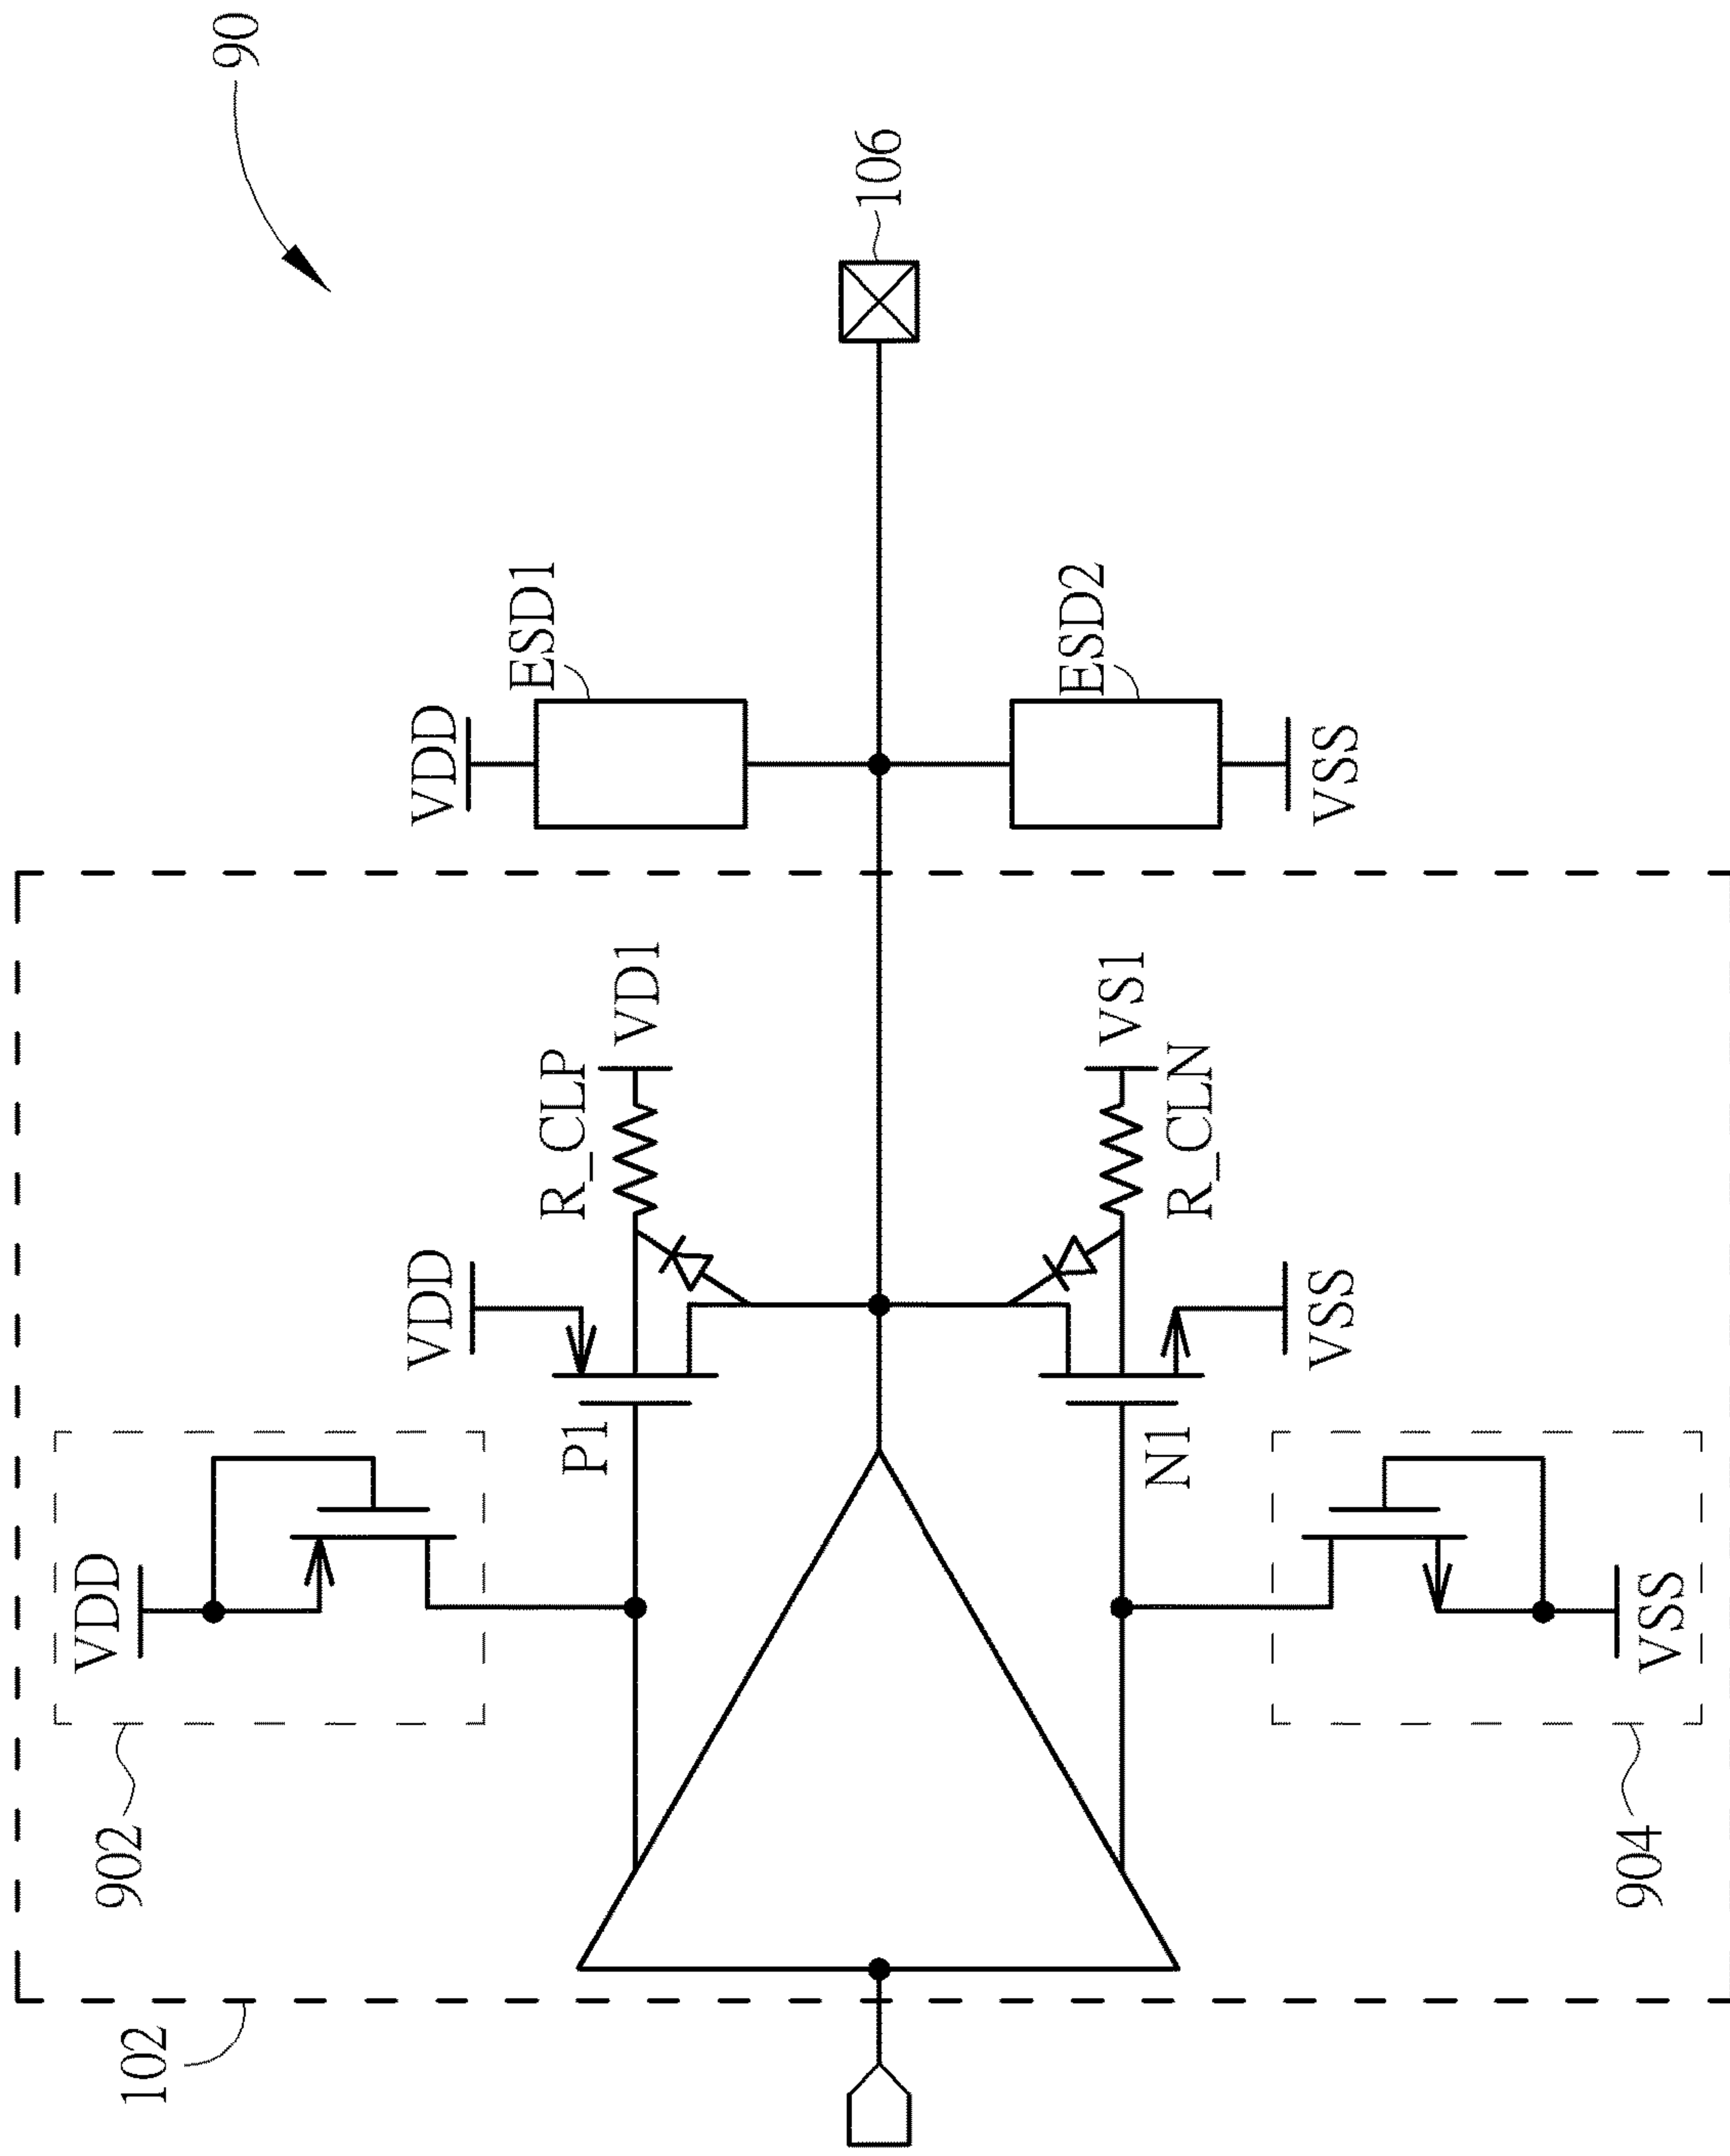 90
106
VDD
ESD1
ESD2
VSS
102
VDD
902
P1
VDD
R_CLP
VD1
N1
VSS
R_CLN
VS1
904
VSS